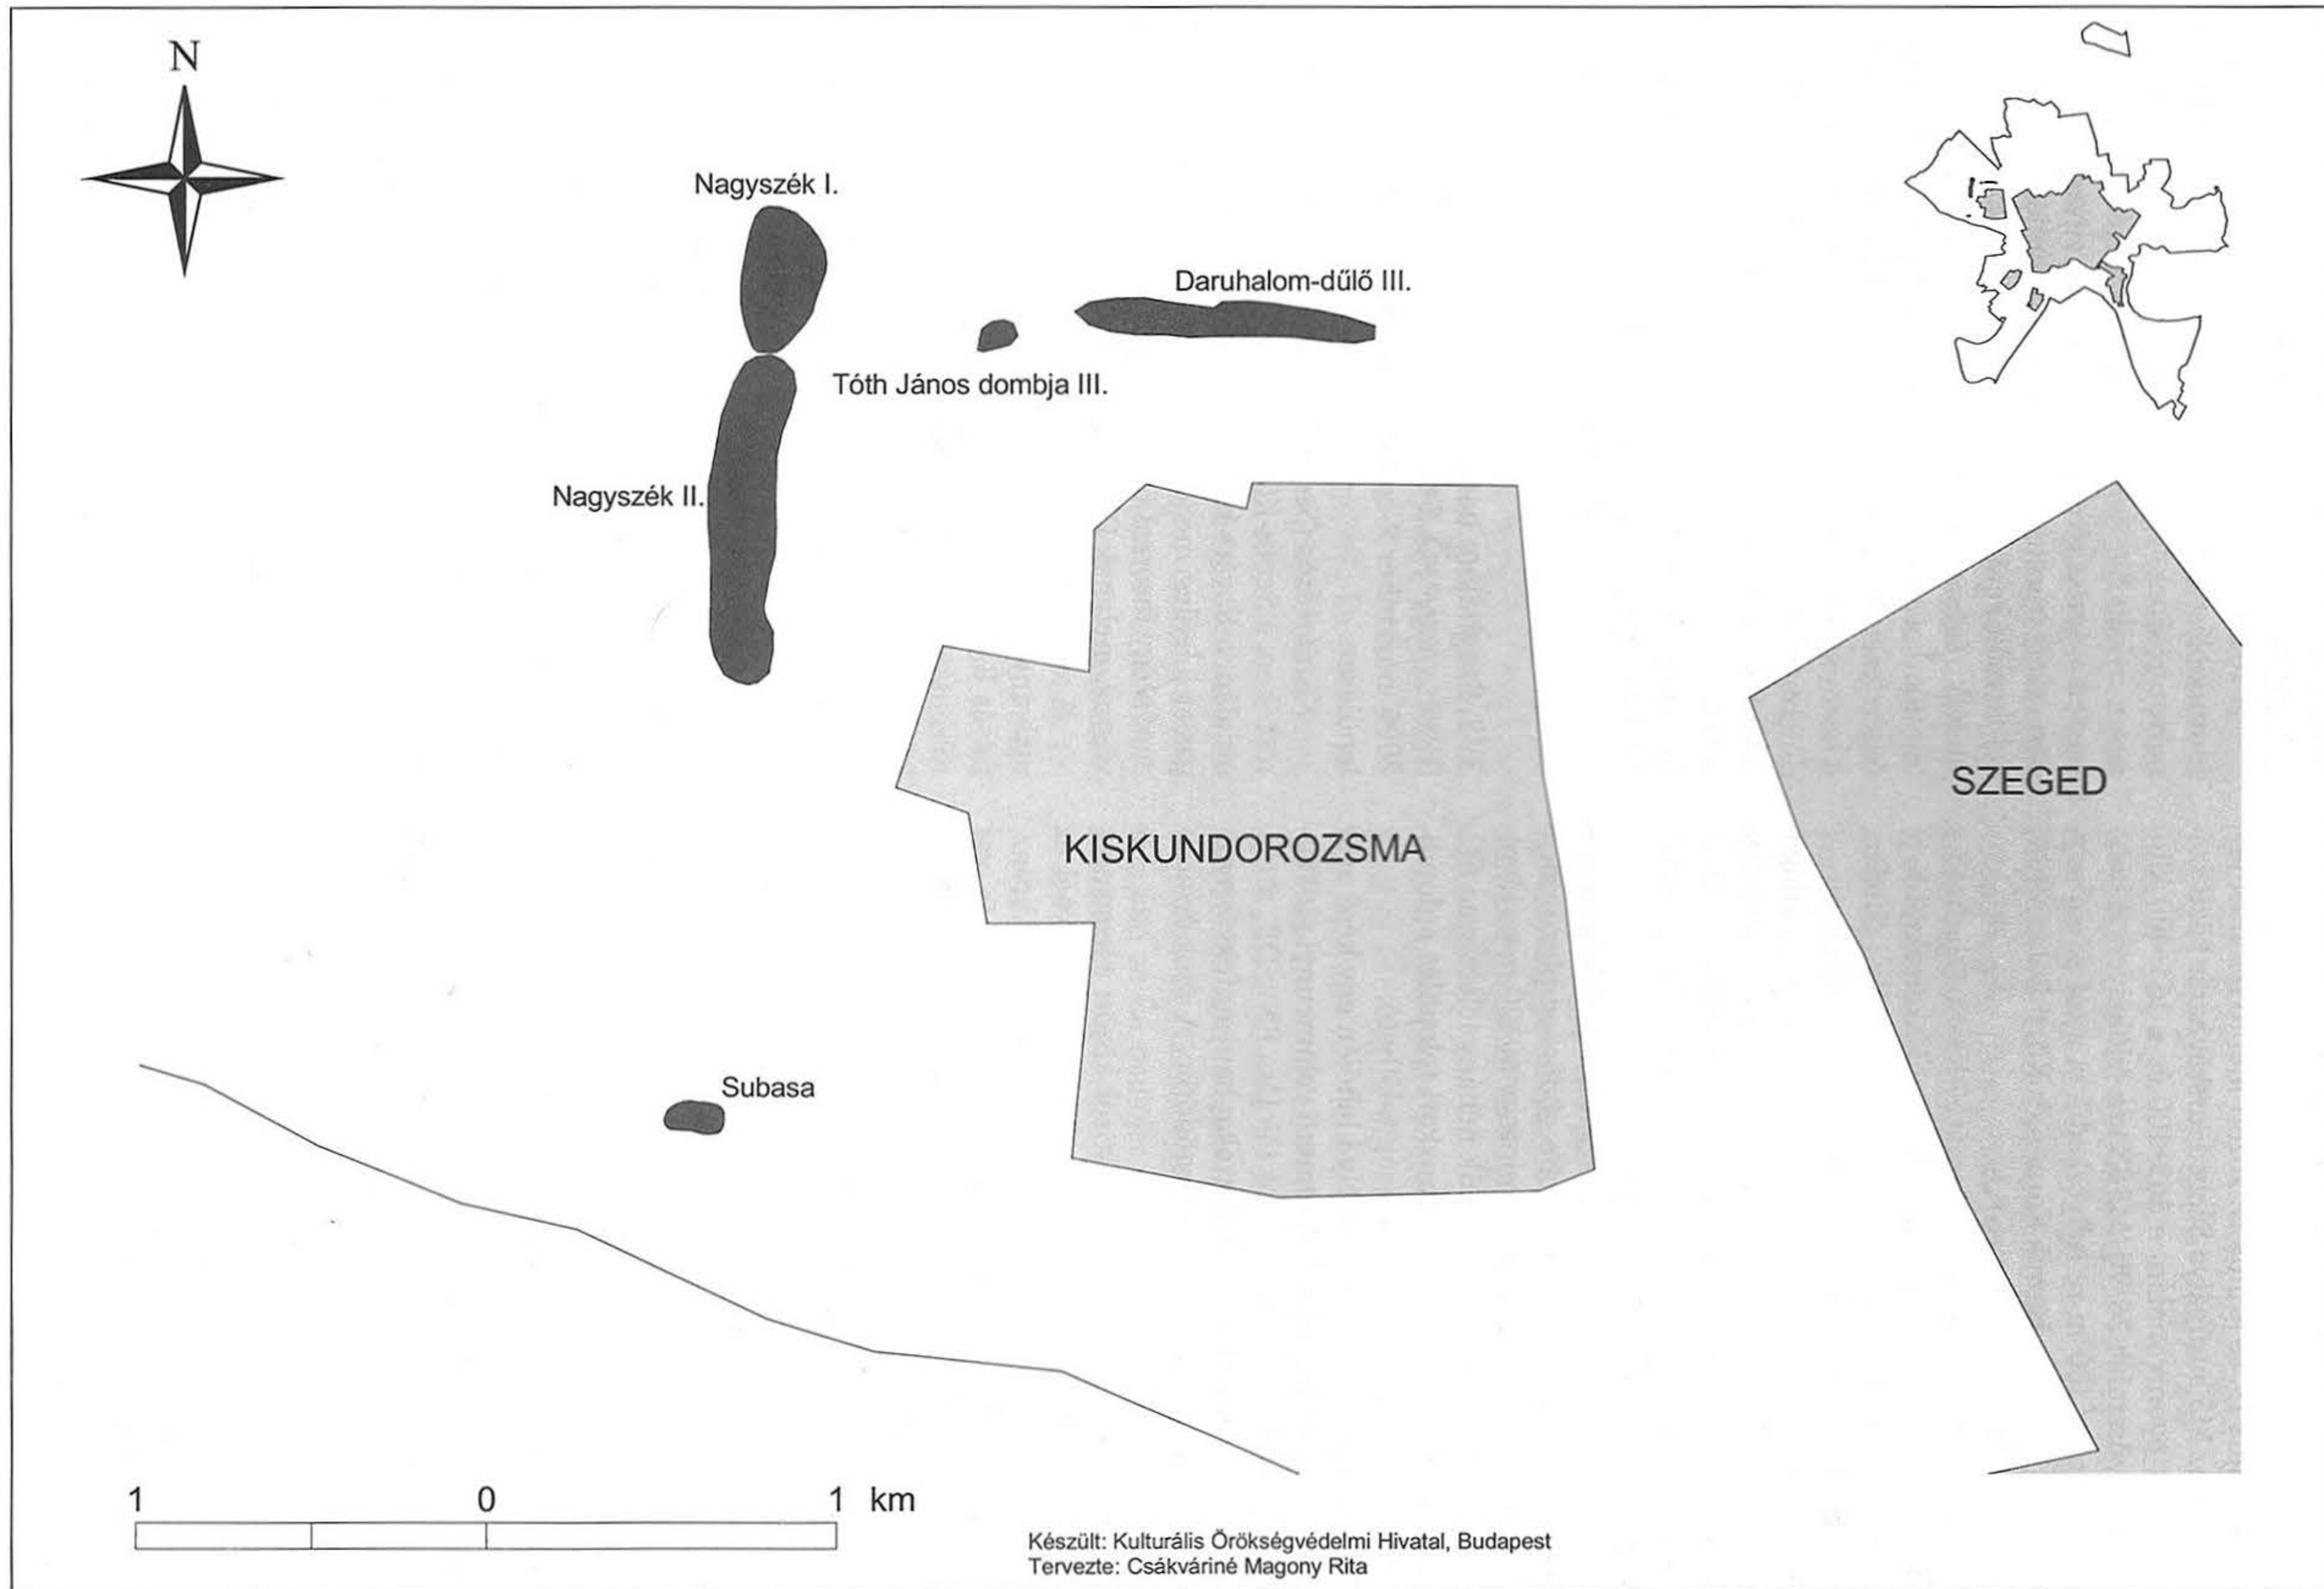 N
Nagyszék I.
Daruhalom-dűlő III.
Tóth János dombja III.
Nagyszék II.
SZEGED
KISKUNDOROZSMA
Subasa
1 0 1 km
Készült: Kulturális Örökségvédelmi Hivatal, Budapest
Tervezte: Csákváriné Magony Rita